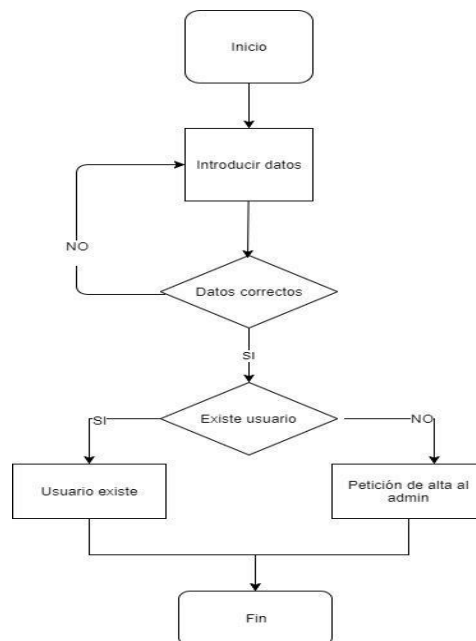 Inicio
Introducir datos
NO
Datos correctos
SI
Existe usuario
SI
NO
Usuario existe
Petición de alta al
admin
Fin